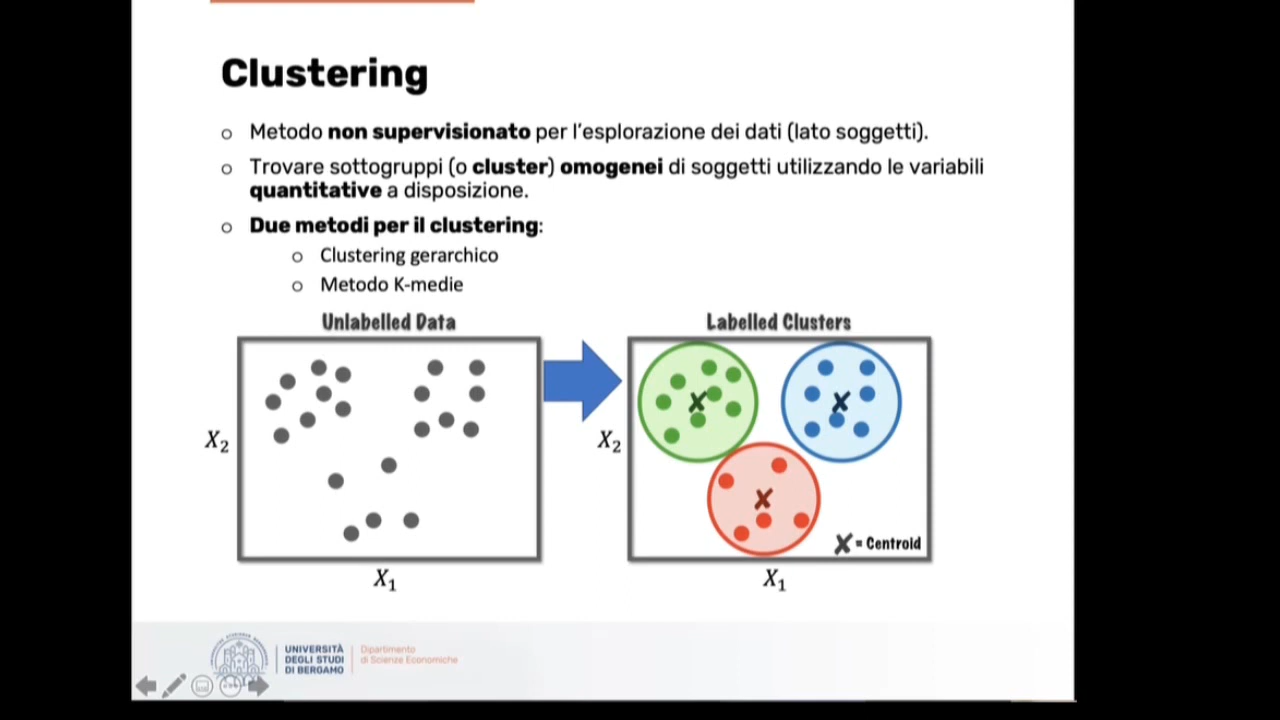 Clustering
Metodo non supervisionato per l'esplorazione dei dati (lato soggetti).
Trovare sottogruppi (o cluster) omogenei di soggetti utilizzando le variabili
quantitative a disposizione.
Due metodi per il clustering:
Clustering gerarchico
Metodo K-medie
Unlabelled Data
Labelled Clusters
X₂
X₂
X = Centroid
X₁
X₁
UNIVERSITÀ
DEGLI STUDI
DI BERGAMO
Dipartimento
di Scienze Economiche